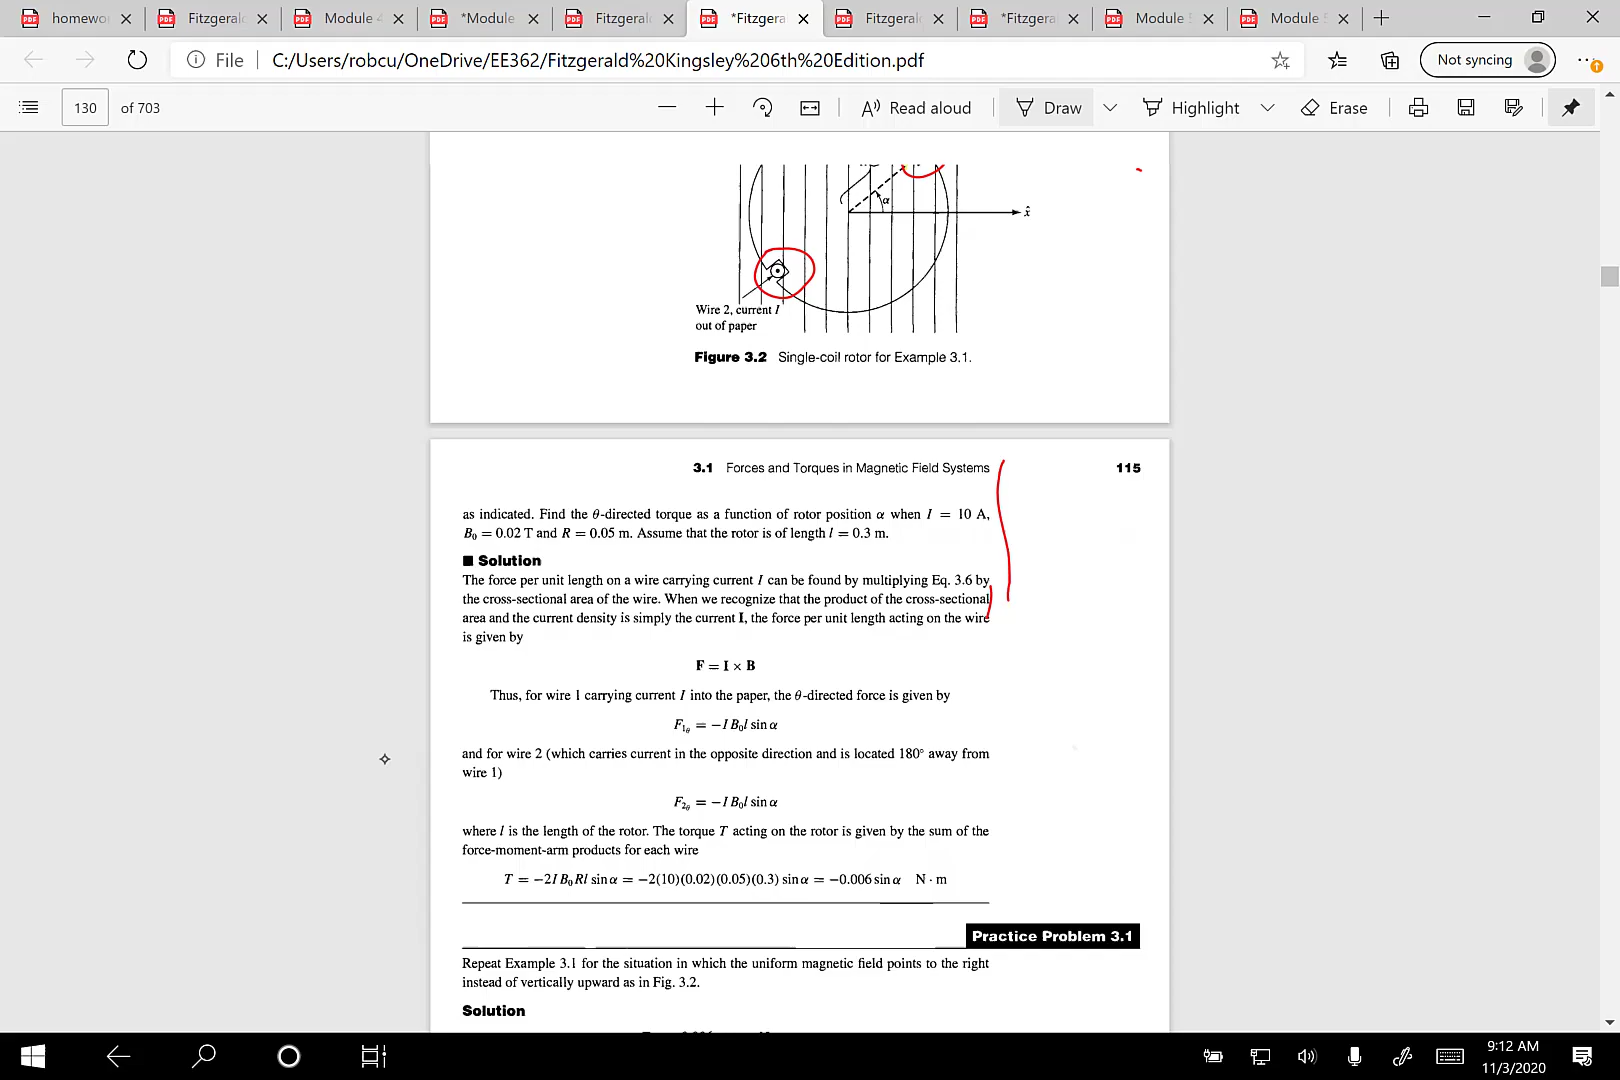 homewor
Fitzgeral
Module 4
*Module
Fitzgeral
*Fitzgera
Fitzgeral
*Fitzgera
Module 5
Module 5
File
C:/Users/robcu/OneDrive/EE362/Fitzgerald%20Kingsley%206th%20Edition.pdf
Not syncing
130 of 703
Read aloud
Draw
Highlight
Erase
α
x̂
Wire 2, current I
out of paper
Figure 3.2 Single-coil rotor for Example 3.1.
3.1 Forces and Torques in Magnetic Field Systems 115
as indicated. Find the θ-directed torque as a function of rotor position α when I = 10 A,
B₀ = 0.02 T and R = 0.05 m. Assume that the rotor is of length l = 0.3 m.
■ Solution
The force per unit length on a wire carrying current I can be found by multiplying Eq. 3.6 by
the cross-sectional area of the wire. When we recognize that the product of the cross-sectional
area and the current density is simply the current I, the force per unit length acting on the wire
is given by
F = I × B
Thus, for wire 1 carrying current I into the paper, the θ-directed force is given by
F₁θ = −I B₀l sin α
and for wire 2 (which carries current in the opposite direction and is located 180° away from
wire 1)
F₂θ = −I B₀l sin α
where l is the length of the rotor. The torque T acting on the rotor is given by the sum of the
force-moment-arm products for each wire
T = −2I B₀ Rl sin α = −2(10)(0.02)(0.05)(0.3) sin α = −0.006 sin α N · m
Practice Problem 3.1
Repeat Example 3.1 for the situation in which the uniform magnetic field points to the right
instead of vertically upward as in Fig. 3.2.
Solution
9:12 AM
11/3/2020